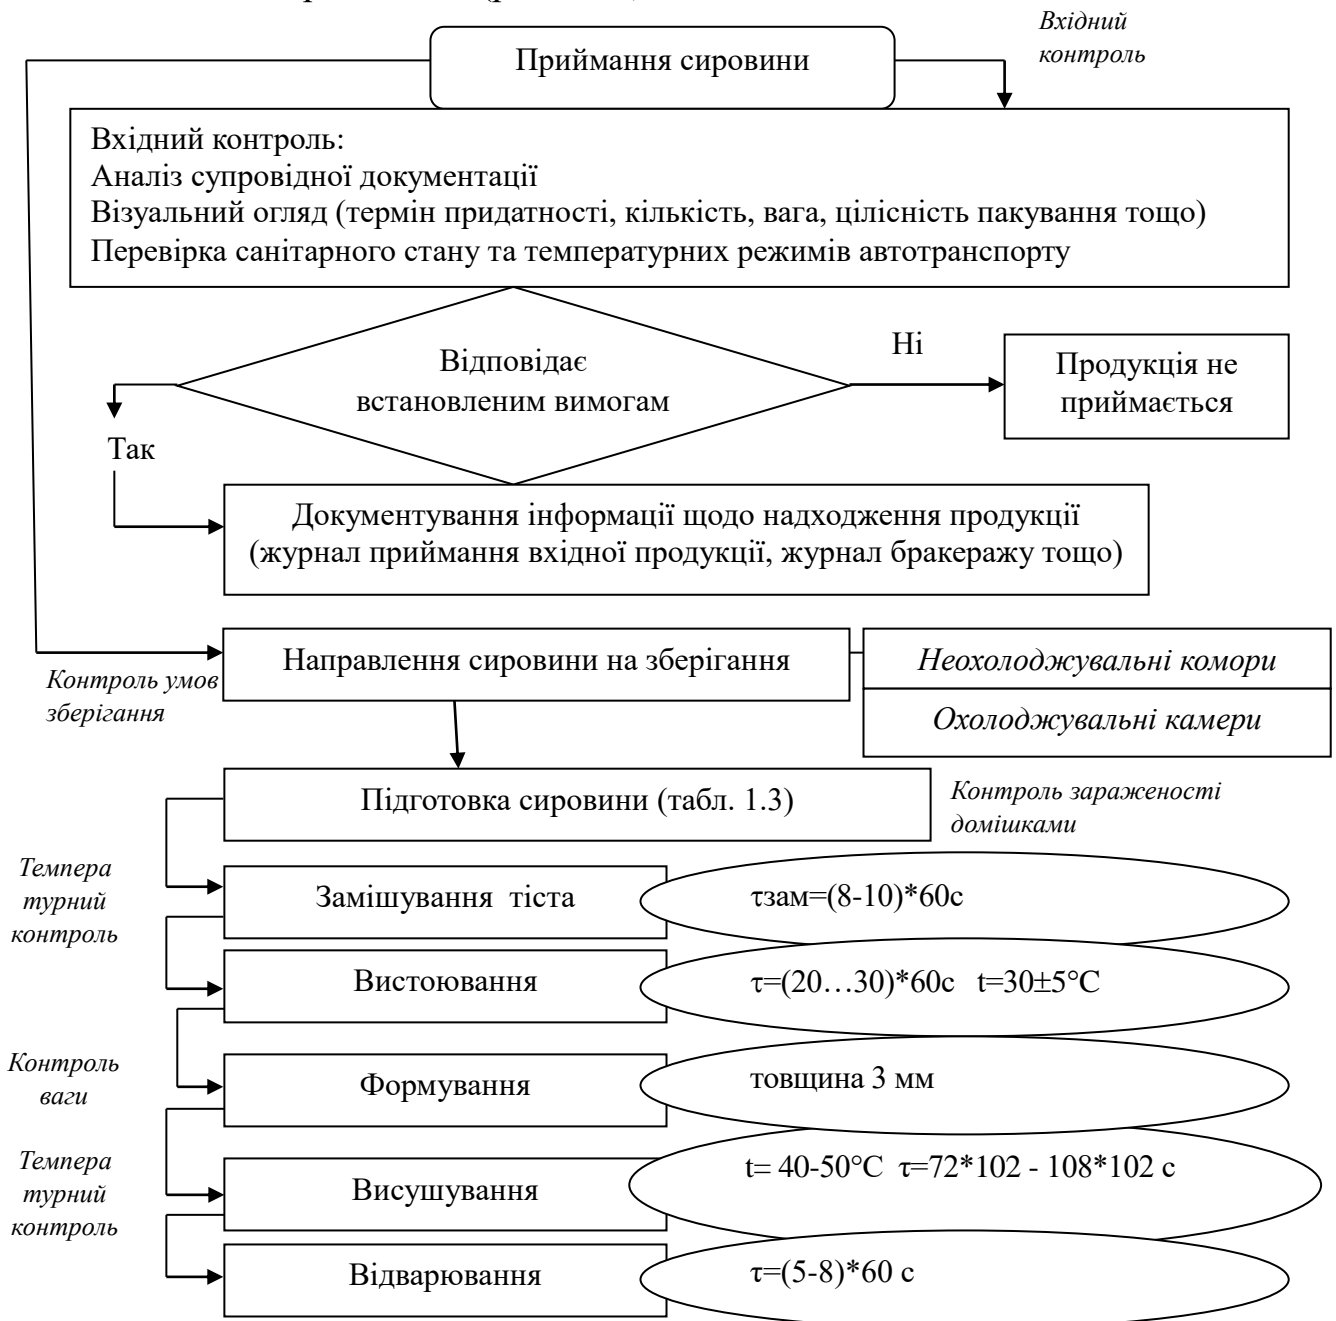 Вхідний
контроль
Приймання сировини
Вхідний контроль:
Аналіз супровідної документації
Візуальний огляд (термін придатності, кількість, вага, цілісність пакування тощо)
Перевірка санітарного стану та температурних режимів автотранспорту
Відповідає
встановленим вимогам
Ні
Продукція не
приймається
Так
Документування інформації щодо надходження продукції
(журнал приймання вхідної продукції, журнал бракеражу тощо)
Направлення сировини на зберігання
Неохолоджувальні комори
Охолоджувальні камери
Контроль умов
зберігання
Підготовка сировини (табл. 1.3)
Контроль зараженості
домішками
Темпера
турний
контроль
Замішування тіста
τзам=(8-10)*60с
Вистоювання
τ=(20…30)*60с t=30±5°С
Контроль
ваги
Формування
товщина 3 мм
Темпера
турний
контроль
Висушування
t= 40-50°С τ=72*102 - 108*102 с
Відварювання
τ=(5-8)*60 с